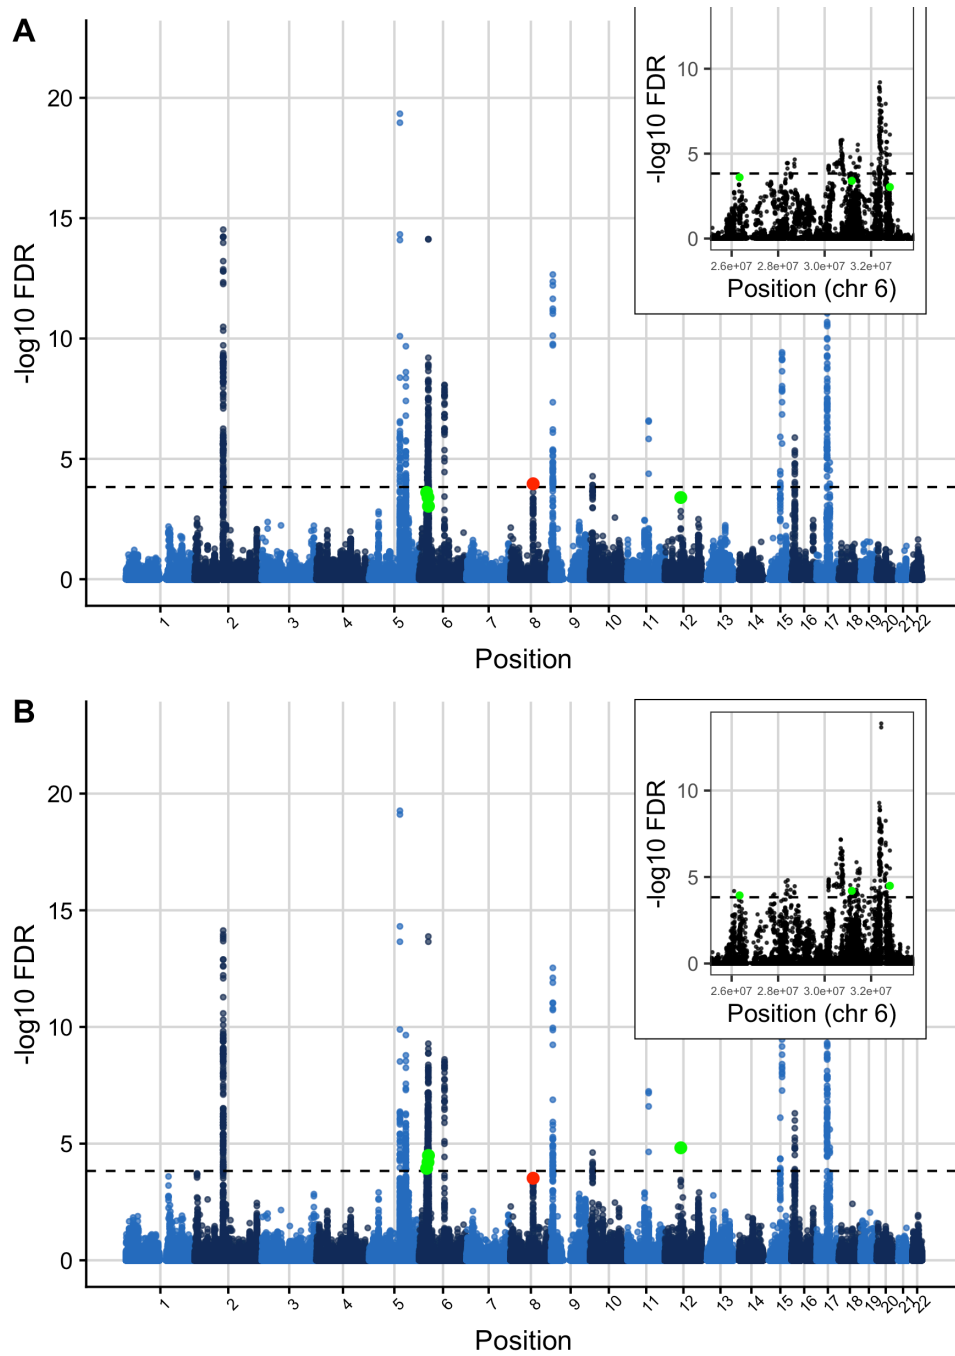 A
-log10 FDR
20
15
10
5
0
1 2 3 4 5 6 7 8 9 10 11 12 13 14 15 16 17 18 19 20 21 22
Position
-log10 FDR
10
5
0
2.6e+07 2.8e+07 3.0e+07 3.2e+07
Position (chr 6)
B
-log10 FDR
20
15
10
5
0
1 2 3 4 5 6 7 8 9 10 11 12 13 14 15 16 17 18 19 20 21 22
Position
-log10 FDR
10
5
0
2.6e+07 2.8e+07 3.0e+07 3.2e+07
Position (chr 6)